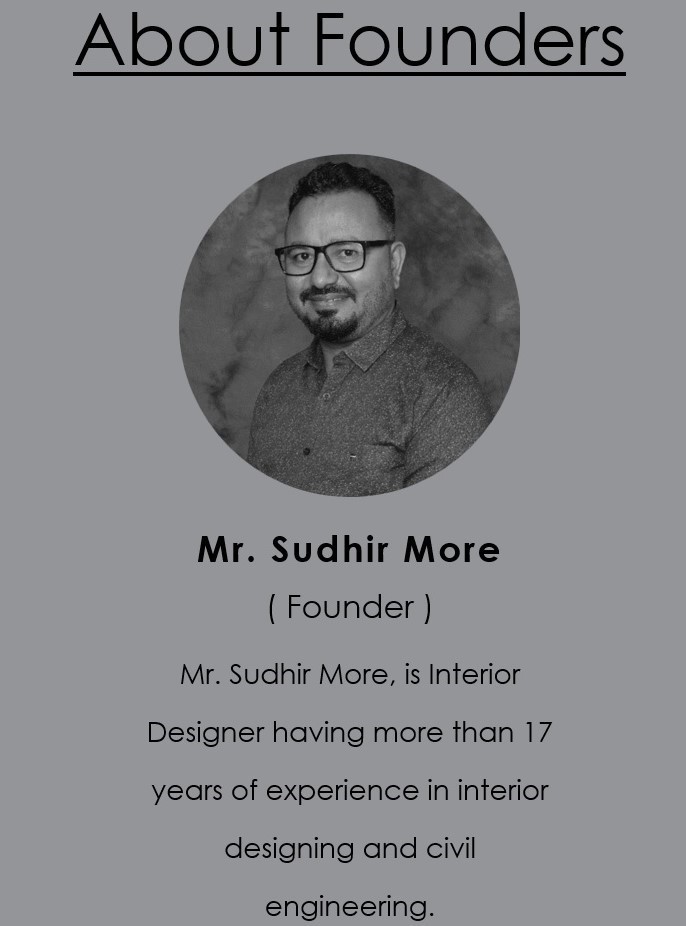 About Founders
Mr. Sudhir More
( Founder )
Mr. Sudhir More, is Interior
Designer having more than 17
years of experience in interior
designing and civil
engineering.